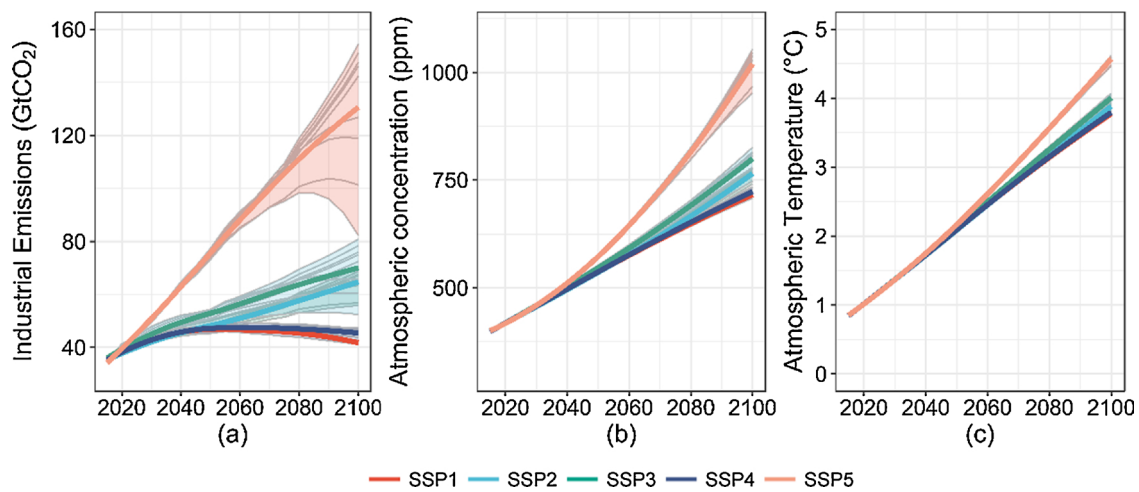 Industrial Emissions (GtCO₂)
160
120
80
40
2020 2040 2060 2080 2100
(a)
Atmospheric concentration (ppm)
1000
750
500
2020 2040 2060 2080 2100
(b)
Atmospheric Temperature (°C)
5
4
3
2
1
0
2020 2040 2060 2080 2100
(c)
SSP1 SSP2 SSP3 SSP4 SSP5